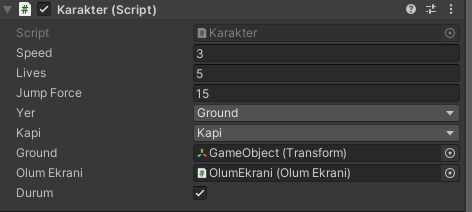 Karakter (Script)
Script Karakter
Speed 3
Lives 5
Jump Force 15
Yer Ground
Kapi Kapi
Ground GameObject (Transform)
Olum Ekrani OlumEkrani (Olum Ekrani)
Durum